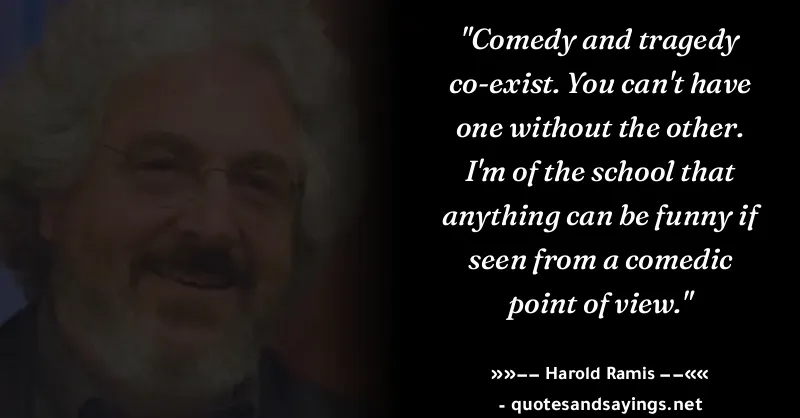 "Comedy and tragedy
co-exist. You can't have
one without the other.
I'm of the school that
anything can be funny if
seen from a comedic
point of view."
»»−− Harold Ramis −−««
- quotesandsayings.net